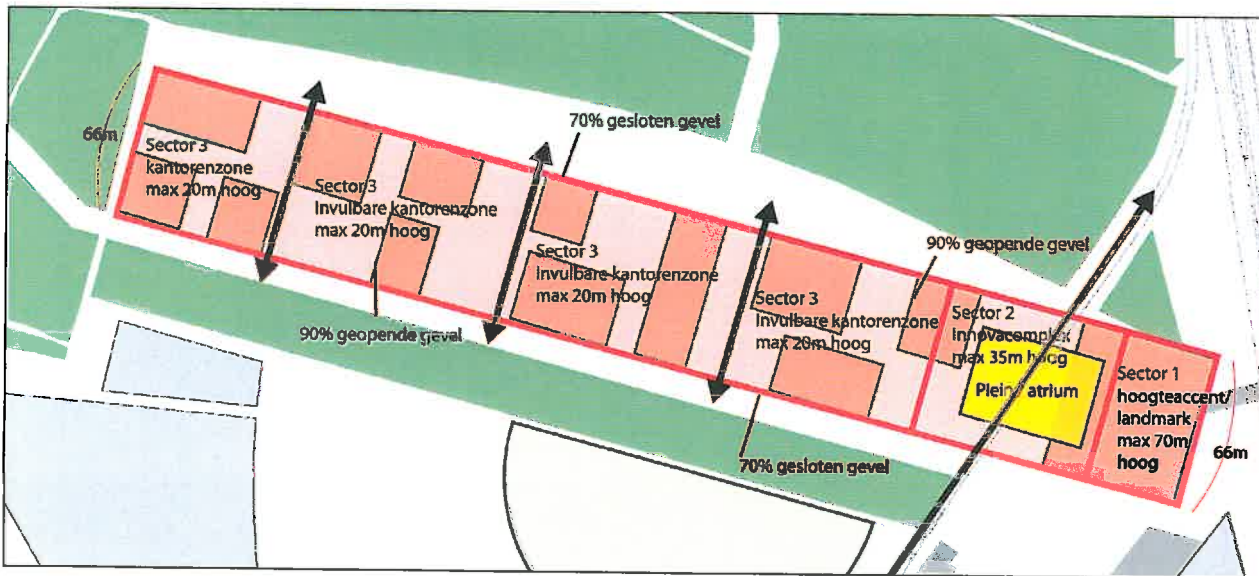 70% gesloten gevel
66m
Sector 3
kantorenzone
max 20m hoog
Sector 3
Invulbare kantorenzone
max 20m hoog
90% geopende gevel
Sector 3
Invulbare kantorenzone
max 20m hoog
90% geopende gevel
Sector 3
Invulbare kantorenzone
max 20m hoog
70% gesloten gevel
Sector 2
Innovacomplex
max 35m hoog
Plein/ atrium
Sector 1
hoogteaccent/
landmark
max 70m
hoog
66m